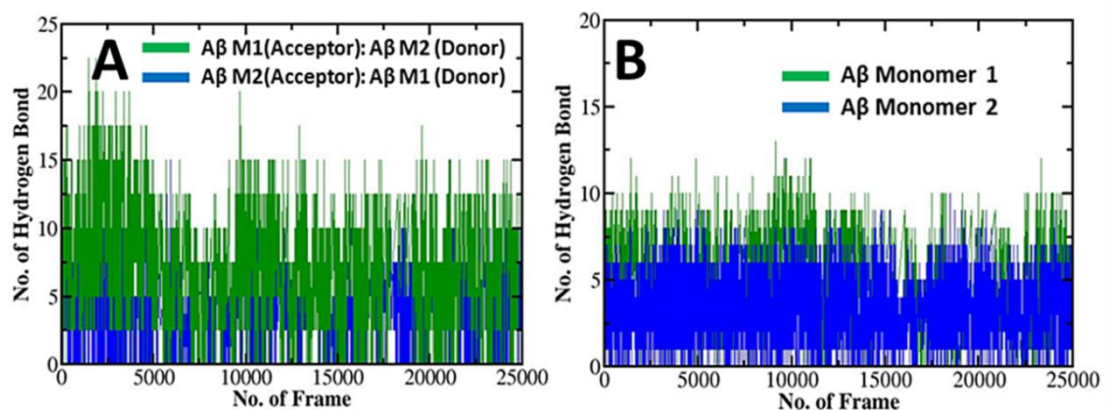 A
Aβ M1(Acceptor): Aβ M2 (Donor)
Aβ M2(Acceptor): Aβ M1 (Donor)
No. of Hydrogen Bond
25
20
15
10
5
0
0 5000 10000 15000 20000 25000
No. of Frame
B
Aβ Monomer 1
Aβ Monomer 2
No. of Hydrogen Bond
20
15
10
5
0
0 5000 10000 15000 20000 25000
No. of Frame